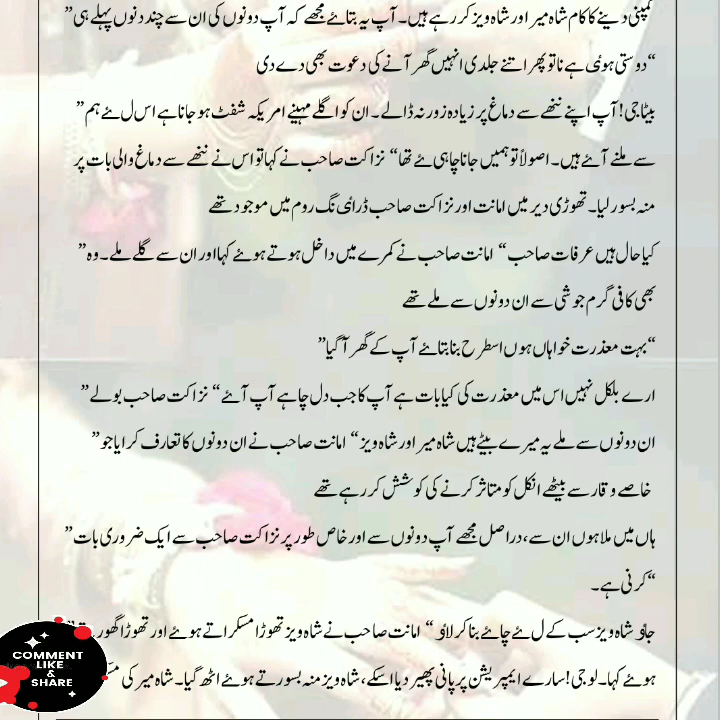 کمپنی دینے کا کام شاہ میر اور شاہ ویز کر رہے ہیں۔ آپ یہ بتائے مجھے کہ آپ دونوں کی ان سے چند دنوں پہلے ہی”
“دوستی ہوئی ہے نا تو پھر اتنے جلدی انہیں گھر آنے کی دعوت بھی دے دی
بیٹا جی! آپ اپنے ننھے سے دماغ پر زیادہ زور نہ ڈالے۔ ان کو اگلے مہینے امریکہ شفٹ ہو جانا ہے اس لئے ہم”
سے ملنے آئے ہیں۔ اصولاً تو ہمیں جانا چاہی ئے تھا“ نزاکت صاحب نے کہا تو اس نے ننھے سے دماغ والی بات پر
منہ بسور لیا۔ تھوڑی دیر میں امانت اور نزاکت صاحب ڈرائ نگ روم میں موجود تھے
کیا حال ہیں عرفات صاحب“ امانت صاحب نے کمرے میں داخل ہوتے ہوئے کہا اور ان سے گلے ملے۔ وہ”
بھی کافی گرم جوشی سے ان دونوں سے ملے تھے
“بہت معذرت خواہاں ہوں اسطرح بنا بتائے آپ کے گھر آ گیا”
ارے بلکل نہیں اس میں معذرت کی کیا بات ہے آپ کا جب دل چاہے آپ آئے“ نزاکت صاحب بولے”
ان دونوں سے ملے یہ میرے بیٹے ہیں شاہ میر اور شاہ ویز“ امانت صاحب نے ان دونوں کا تعارف کرایا جو”
خاصے وقار سے بیٹھے انکل کو متاثر کرنے کی کوشش کر رہے تھے
ہاں میں ملا ہوں ان سے، دراصل مجھے آپ دونوں سے اور خاص طور پر نزاکت صاحب سے ایک ضروری بات”
“کرنی ہے۔
جاؤ شاہ ویز سب کے لئے چائے بنا کر لاؤ“ امانت صاحب نے شاہ ویز تھوڑا مسکراتے ہوئے اور تھوڑا گھورتے
ہوئے کہا۔ لو جی! سارے ایمپریشن پر پانی پھیر دیا اسکے، شاہ ویز منہ بسورتے ہوئے اٹھ گیا۔ شاہ میر کی
COMMENT
LIKE
&
SHARE